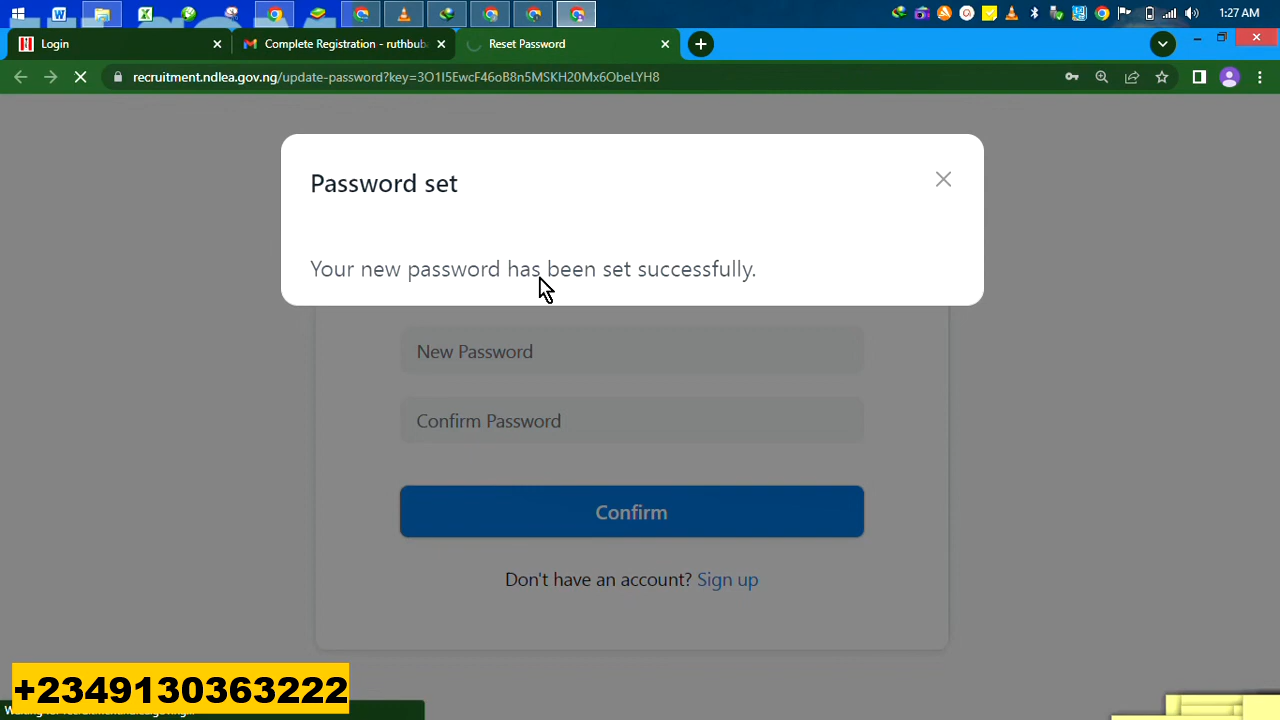 1:27 AM
Login
Complete Registration - ruthbub
Reset Password
recruitment.ndlea.gov.ng/update-password?key=3O1I5EwcF46oB8n5MSKH20Mx6ObeLYH8
Password set
Your new password has been set successfully.
New Password
Confirm Password
Confirm
Don't have an account? Sign up
+2349130363222